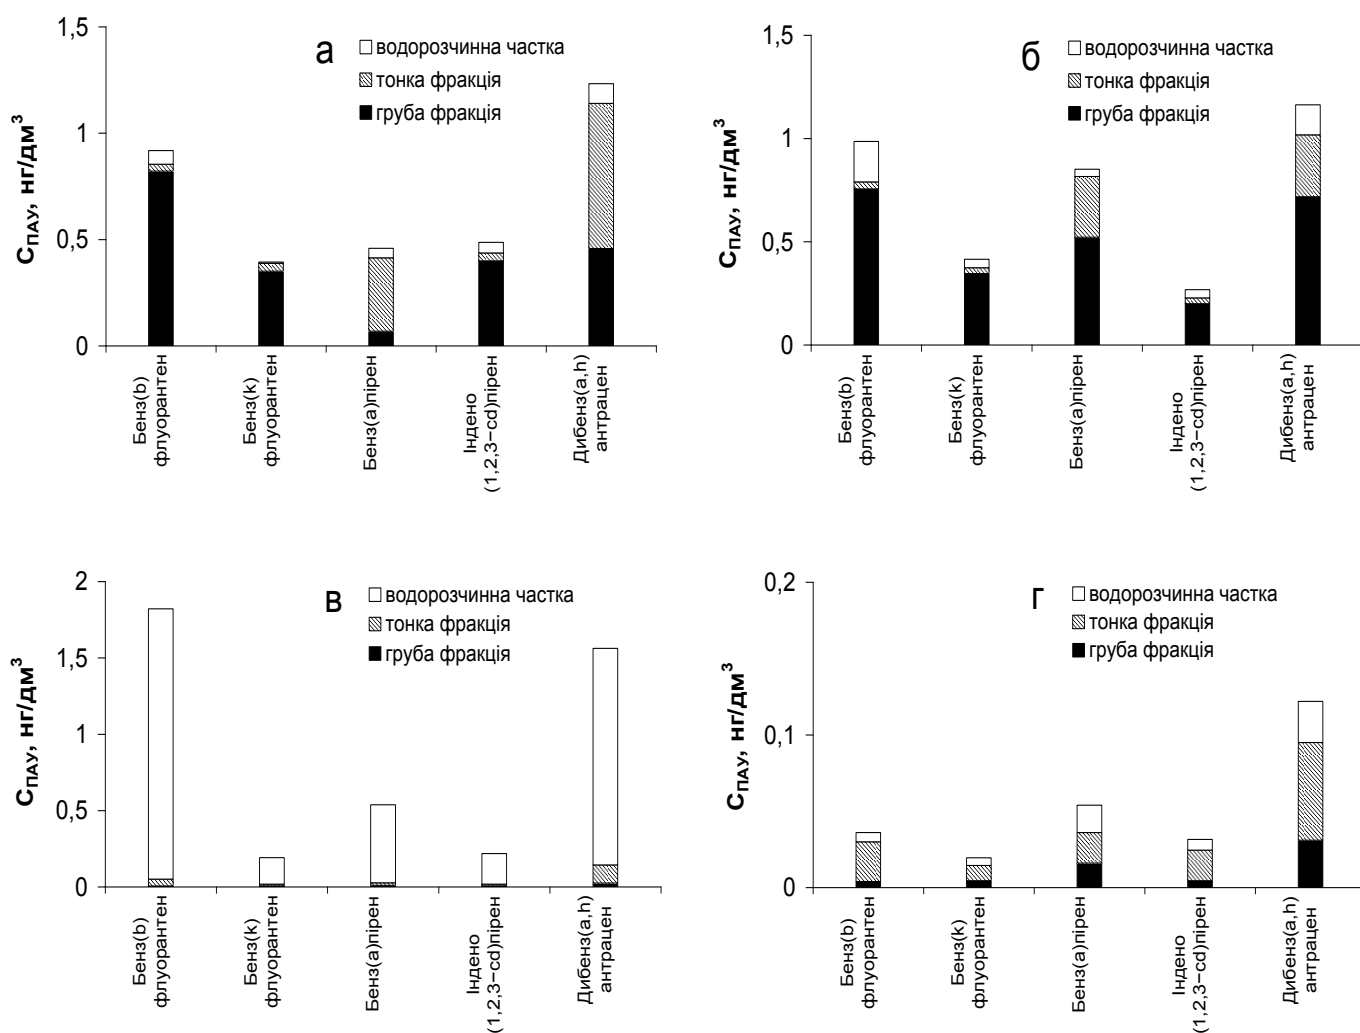 а
водорозчинна частка
тонка фракція
груба фракція
C_ПАУ, нг/дм³
1,5
1
0,5
0
Бенз(b)
флуорантен
Бенз(k)
флуорантен
Бенз(а)пірен
Індено
(1,2,3−cd)пірен
Дибенз(a,h)
антрацен
б
водорозчинна частка
тонка фракція
груба фракція
C_ПАУ, нг/дм³
1,5
1
0,5
0
Бенз(b)
флуорантен
Бенз(k)
флуорантен
Бенз(а)пірен
Індено
(1,2,3−cd)пірен
Дибенз(a,h)
антрацен
в
водорозчинна частка
тонка фракція
груба фракція
C_ПАУ, нг/дм³
2
1,5
1
0,5
0
Бенз(b)
флуорантен
Бенз(k)
флуорантен
Бенз(а)пірен
Індено
(1,2,3−cd)пірен
Дибенз(a,h)
антрацен
г
водорозчинна частка
тонка фракція
груба фракція
C_ПАУ, нг/дм³
0,2
0,1
0
Бенз(b)
флуорантен
Бенз(k)
флуорантен
Бенз(а)пірен
Індено
(1,2,3−cd)пірен
Дибенз(a,h)
антрацен